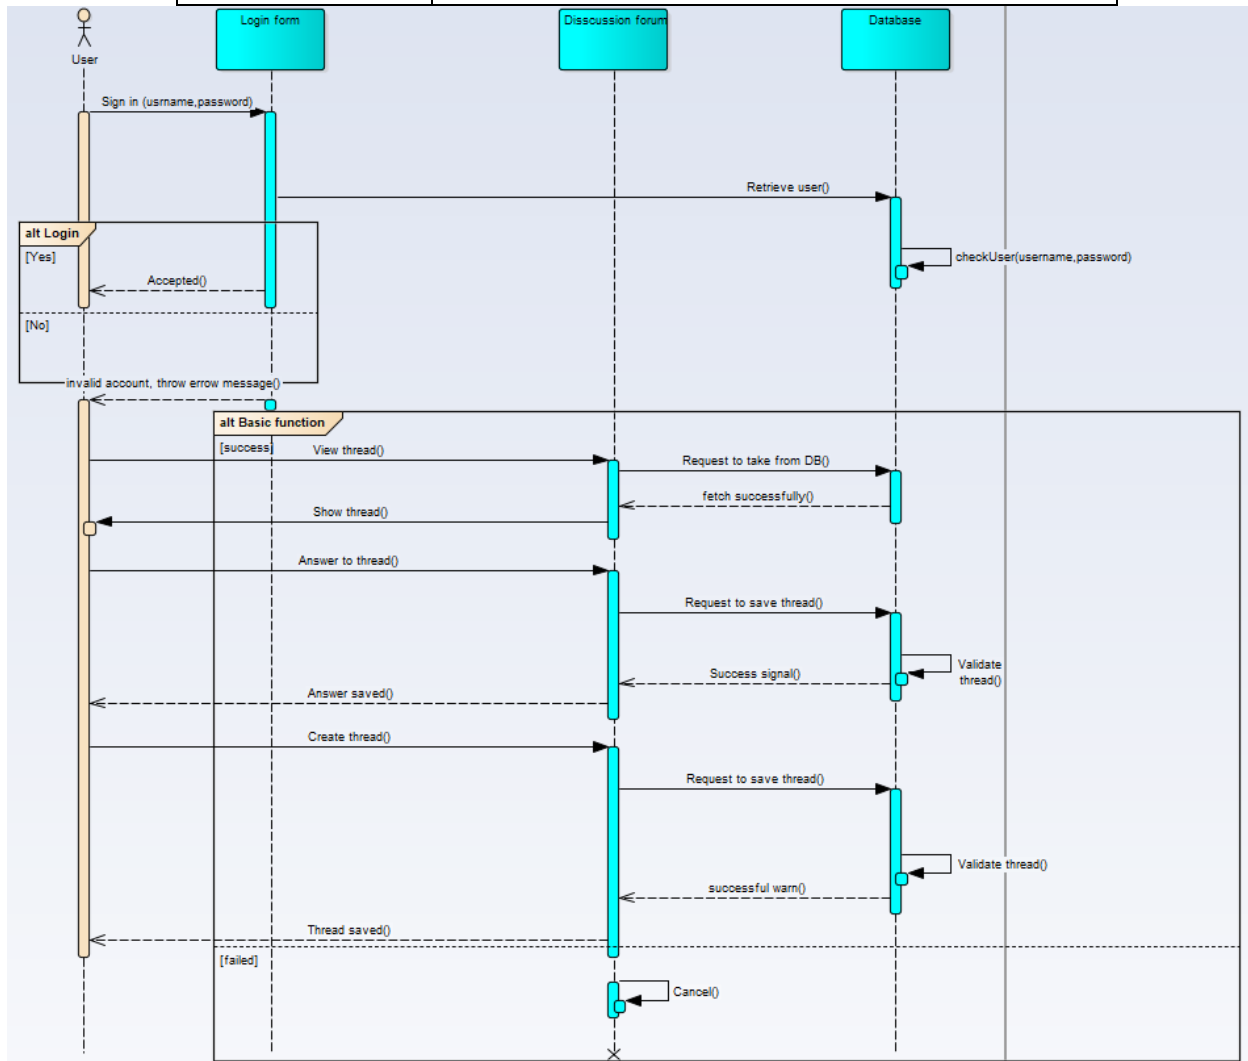 Login form
Disscussion forum
Database
User
Sign in (usrname,password)
Retrieve user()
alt Login
[Yes]
checkUser(username,password)
Accepted()
[No]
invalid account, throw errow message()
alt Basic function
[success]
View thread()
Request to take from DB()
fetch successfully()
Show thread()
Answer to thread()
Request to save thread()
Validate
thread()
Success signal()
Answer saved()
Create thread()
Request to save thread()
Validate thread()
successful warn()
Thread saved()
[failed]
Cancel()